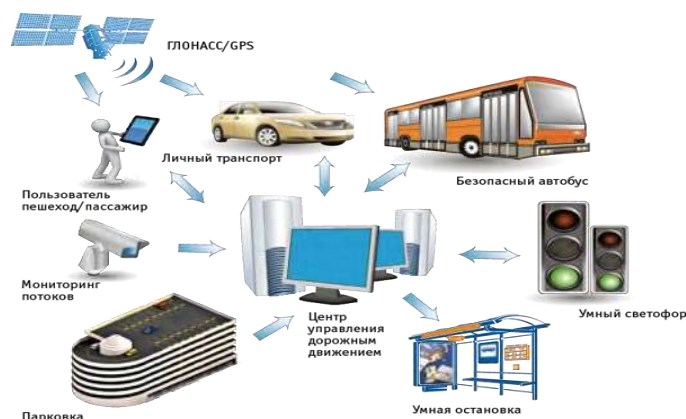 ГЛОНАСС/GPS
Личный транспорт
Безопасный автобус
Пользователь
пешеход/пассажир
Мониторинг
потоков
Центр
управления
дорожным
движением
Умный светофор
Умная остановка
Парковка